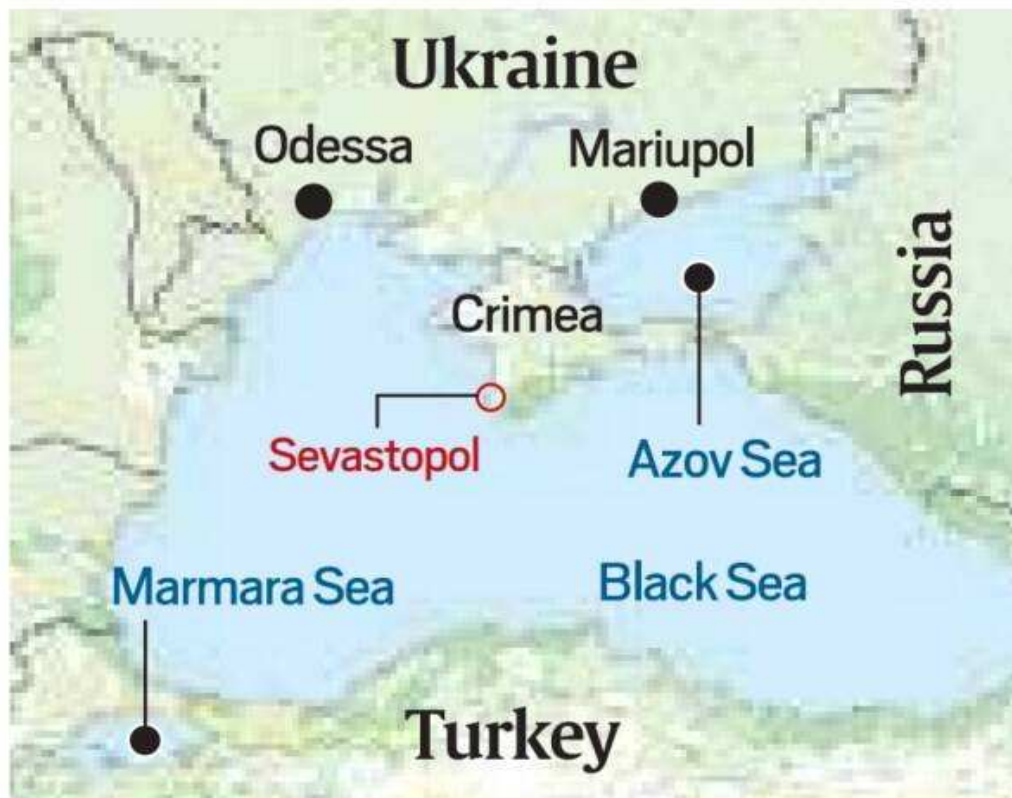 Ukraine
Odessa
Mariupol
Crimea
Russia
Sevastopol
Azov Sea
Marmara Sea
Black Sea
Turkey